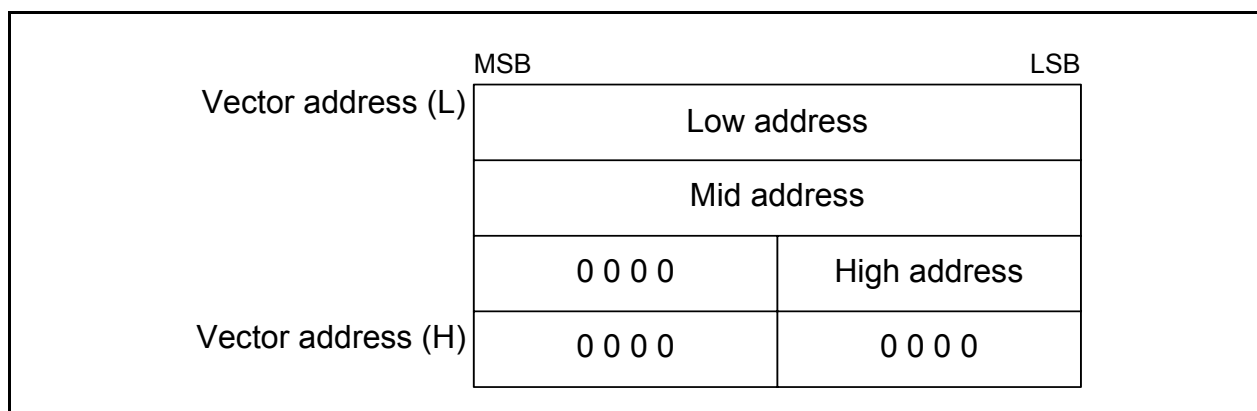 MSB LSB
Vector address (L) Low address
Mid address
0 0 0 0 High address
Vector address (H) 0 0 0 0 0 0 0 0